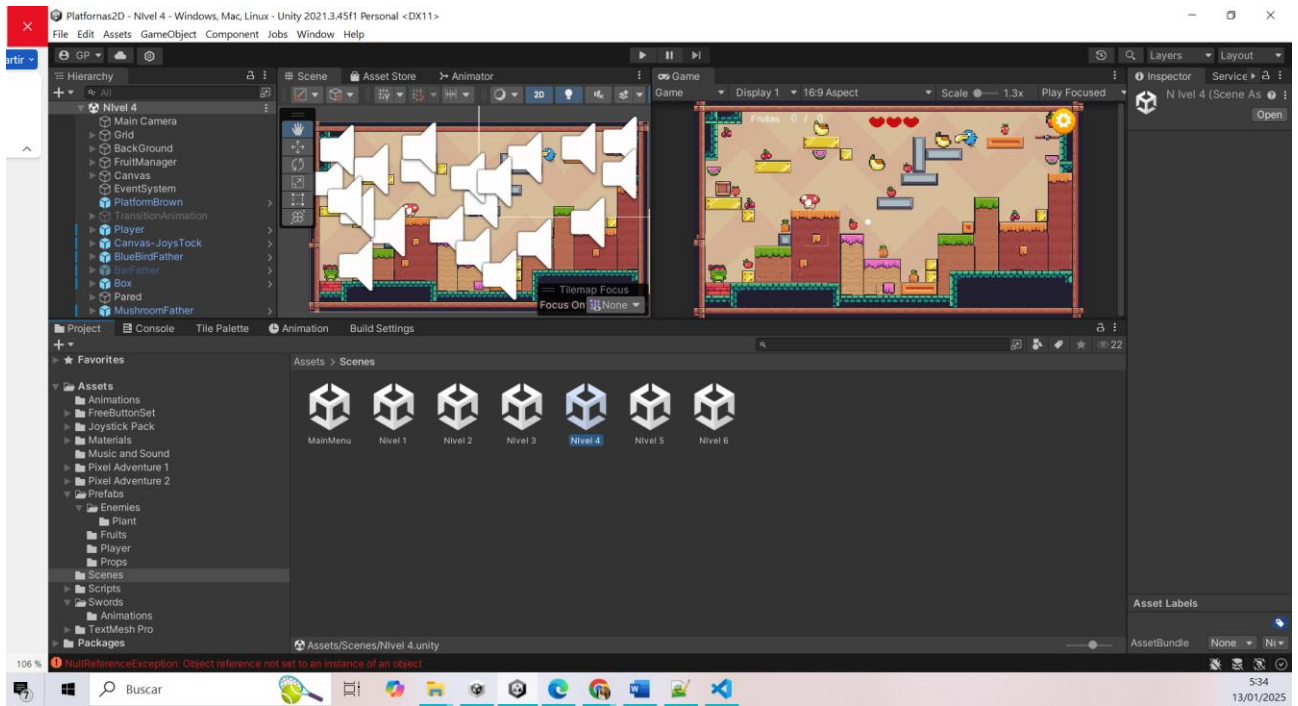 Platfornas2D - NIvel 4 - Windows, Mac, Linux - Unity 2021.3.45f1 Personal <DX11>
File Edit Assets GameObject Component Jobs Window Help
artir
GP
Layers
Layout
Hierarchy
Scene
Asset Store
Animator
Game
Inspector
Service
All
2D
Game
Display 1
16:9 Aspect
Scale
1.3x
Play Focused
NIvel 4
N Ivel 4 (Scene As
Open
Main Camera
Grid
BackGround
FruitManager
Canvas
EventSystem
PlatformBrown
TransitionAnimation
Player
Canvas-JoysTock
BlueBirdFather
BarFather
Box
Pared
MushroomFather
Frutas 0 / 0
Tilemap Focus
Focus On
None
Project
Console
Tile Palette
Animation
Build Settings
22
Favorites
Assets > Scenes
Assets
Animations
FreeButtonSet
Joystick Pack
Materials
Music and Sound
Pixel Adventure 1
Pixel Adventure 2
Prefabs
Enemies
Plant
Fruits
Player
Props
Scenes
Scripts
Swords
Animations
TextMesh Pro
Packages
MainMenu
Nivel 1
Nivel 2
Nivel 3
NIvel 4
Nivel 5
Nivel 6
Asset Labels
Assets/Scenes/NIvel 4.unity
AssetBundle
None
106 %
NullReferenceException: Object reference not set to an instance of an object
Buscar
5:34
13/01/2025